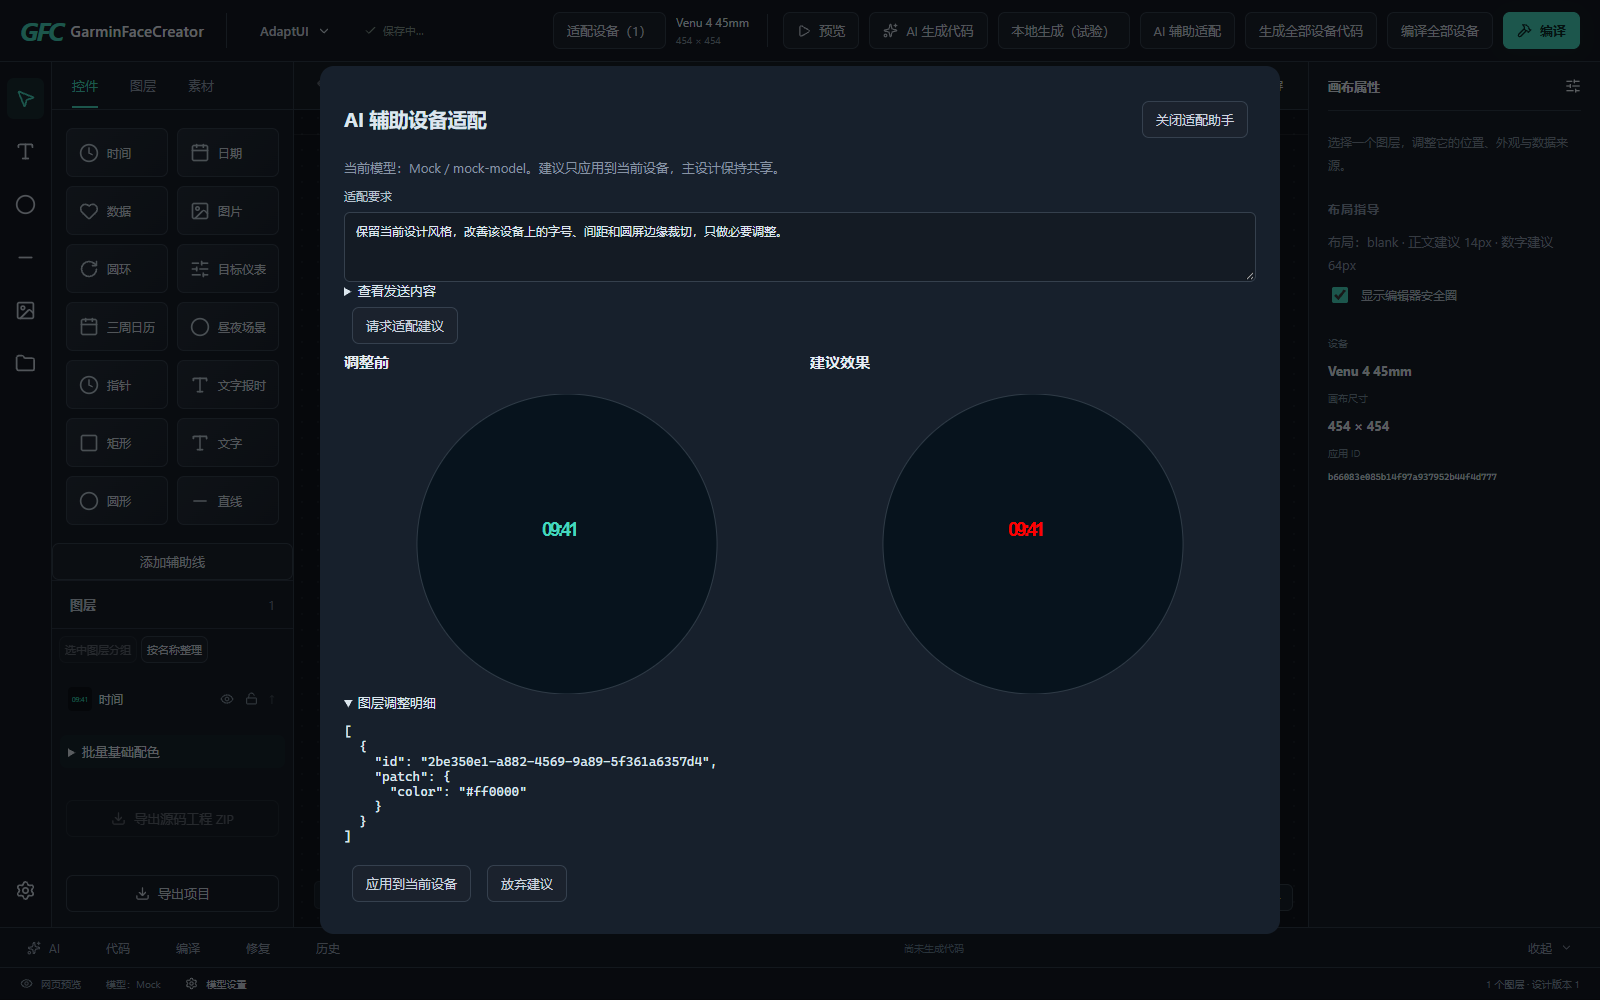 GFC GarminFaceCreator
AdaptUI
保存中...
适配设备（1）
Venu 4 45mm
454 × 454
预览
AI 生成代码
本地生成（试验）
AI 辅助适配
生成全部设备代码
编译全部设备
编译
控件
图层
素材
时间
日期
数据
图片
圆环
目标仪表
三周日历
昼夜场景
指针
文字报时
矩形
文字
圆形
直线
添加辅助线
图层
1
选中图层分组
按名称整理
09:41
时间
批量基础配色
导出源码工程 ZIP
导出项目
AI 辅助设备适配
关闭适配助手
当前模型：Mock / mock-model。建议只应用到当前设备，主设计保持共享。
适配要求
保留当前设计风格，改善该设备上的字号、间距和圆屏边缘裁切，只做必要调整。
查看发送内容
请求适配建议
调整前
建议效果
09:41
09:41
图层调整明细
[
{
"id": "2be350e1-a882-4569-9a89-5f361a6357d4",
"patch": {
"color": "#ff0000"
}
}
]
应用到当前设备
放弃建议
画布属性
选择一个图层，调整它的位置、外观与数据来
源。
布局指导
布局：blank · 正文建议 14px · 数字建议
64px
显示编辑器安全圈
设备
Venu 4 45mm
画布尺寸
454 × 454
应用 ID
b66083e085b14f97a937952b44f4d777
AI
代码
编译
修复
历史
尚未生成代码
收起
网页预览
模型：Mock
模型设置
1 个图层 · 设计版本 1